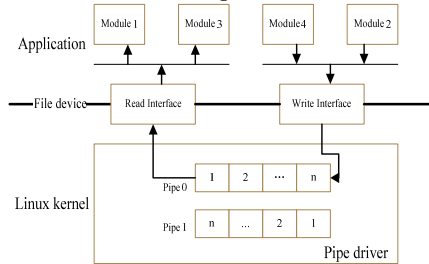 Module 1 Module 3 Module4 Module 2
Application
File device Read Interface Write Interface
1 2 ... n
Pipe 0
Linux kernel
n ... 2 1
Pipe 1
Pipe driver